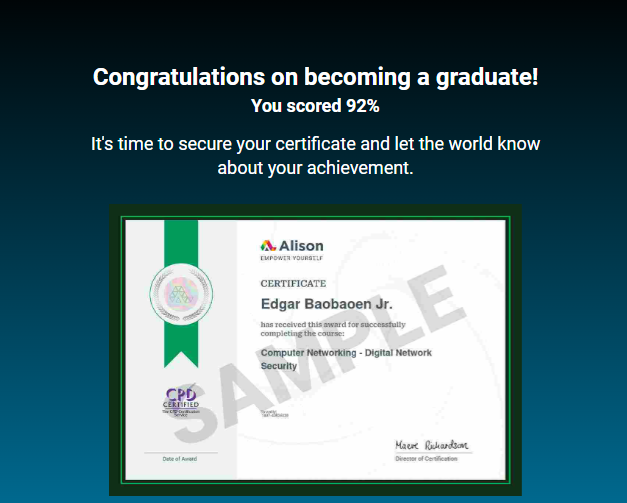 Congratulations on becoming a graduate!
You scored 92%
It's time to secure your certificate and let the world know
about your achievement.
Alison
EMPOWER YOURSELF
CERTIFICATE
Edgar Baobaoen Jr.
has received this award for successfully
completing the course:
Computer Networking - Digital Network
Security
SAMPLE
CPD
CERTIFIED
The CPD Certification
Service
Maeve Richardson
Date of Award
Director of Certification